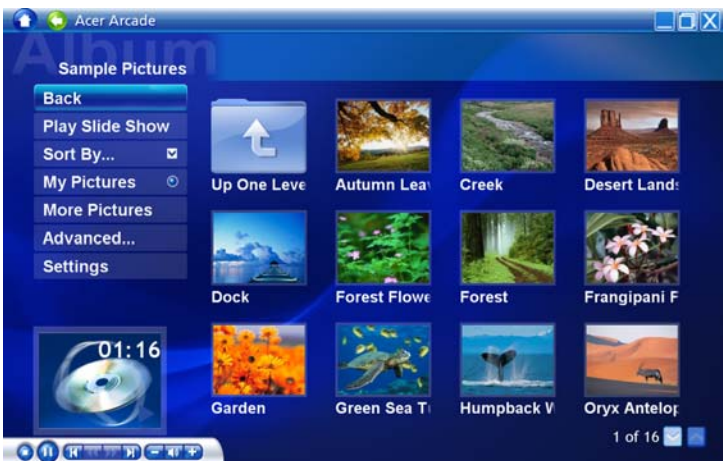 Acer Arcade
Album
Sample Pictures
Back
Play Slide Show
Sort By...
My Pictures
More Pictures
Advanced...
Settings
Up One Leve
Autumn Lea
Creek
Desert Lands
Dock
Forest Flowe
Forest
Frangipani F
01:16
Garden
Green Sea T
Humpback W
Oryx Antelop
1 of 16